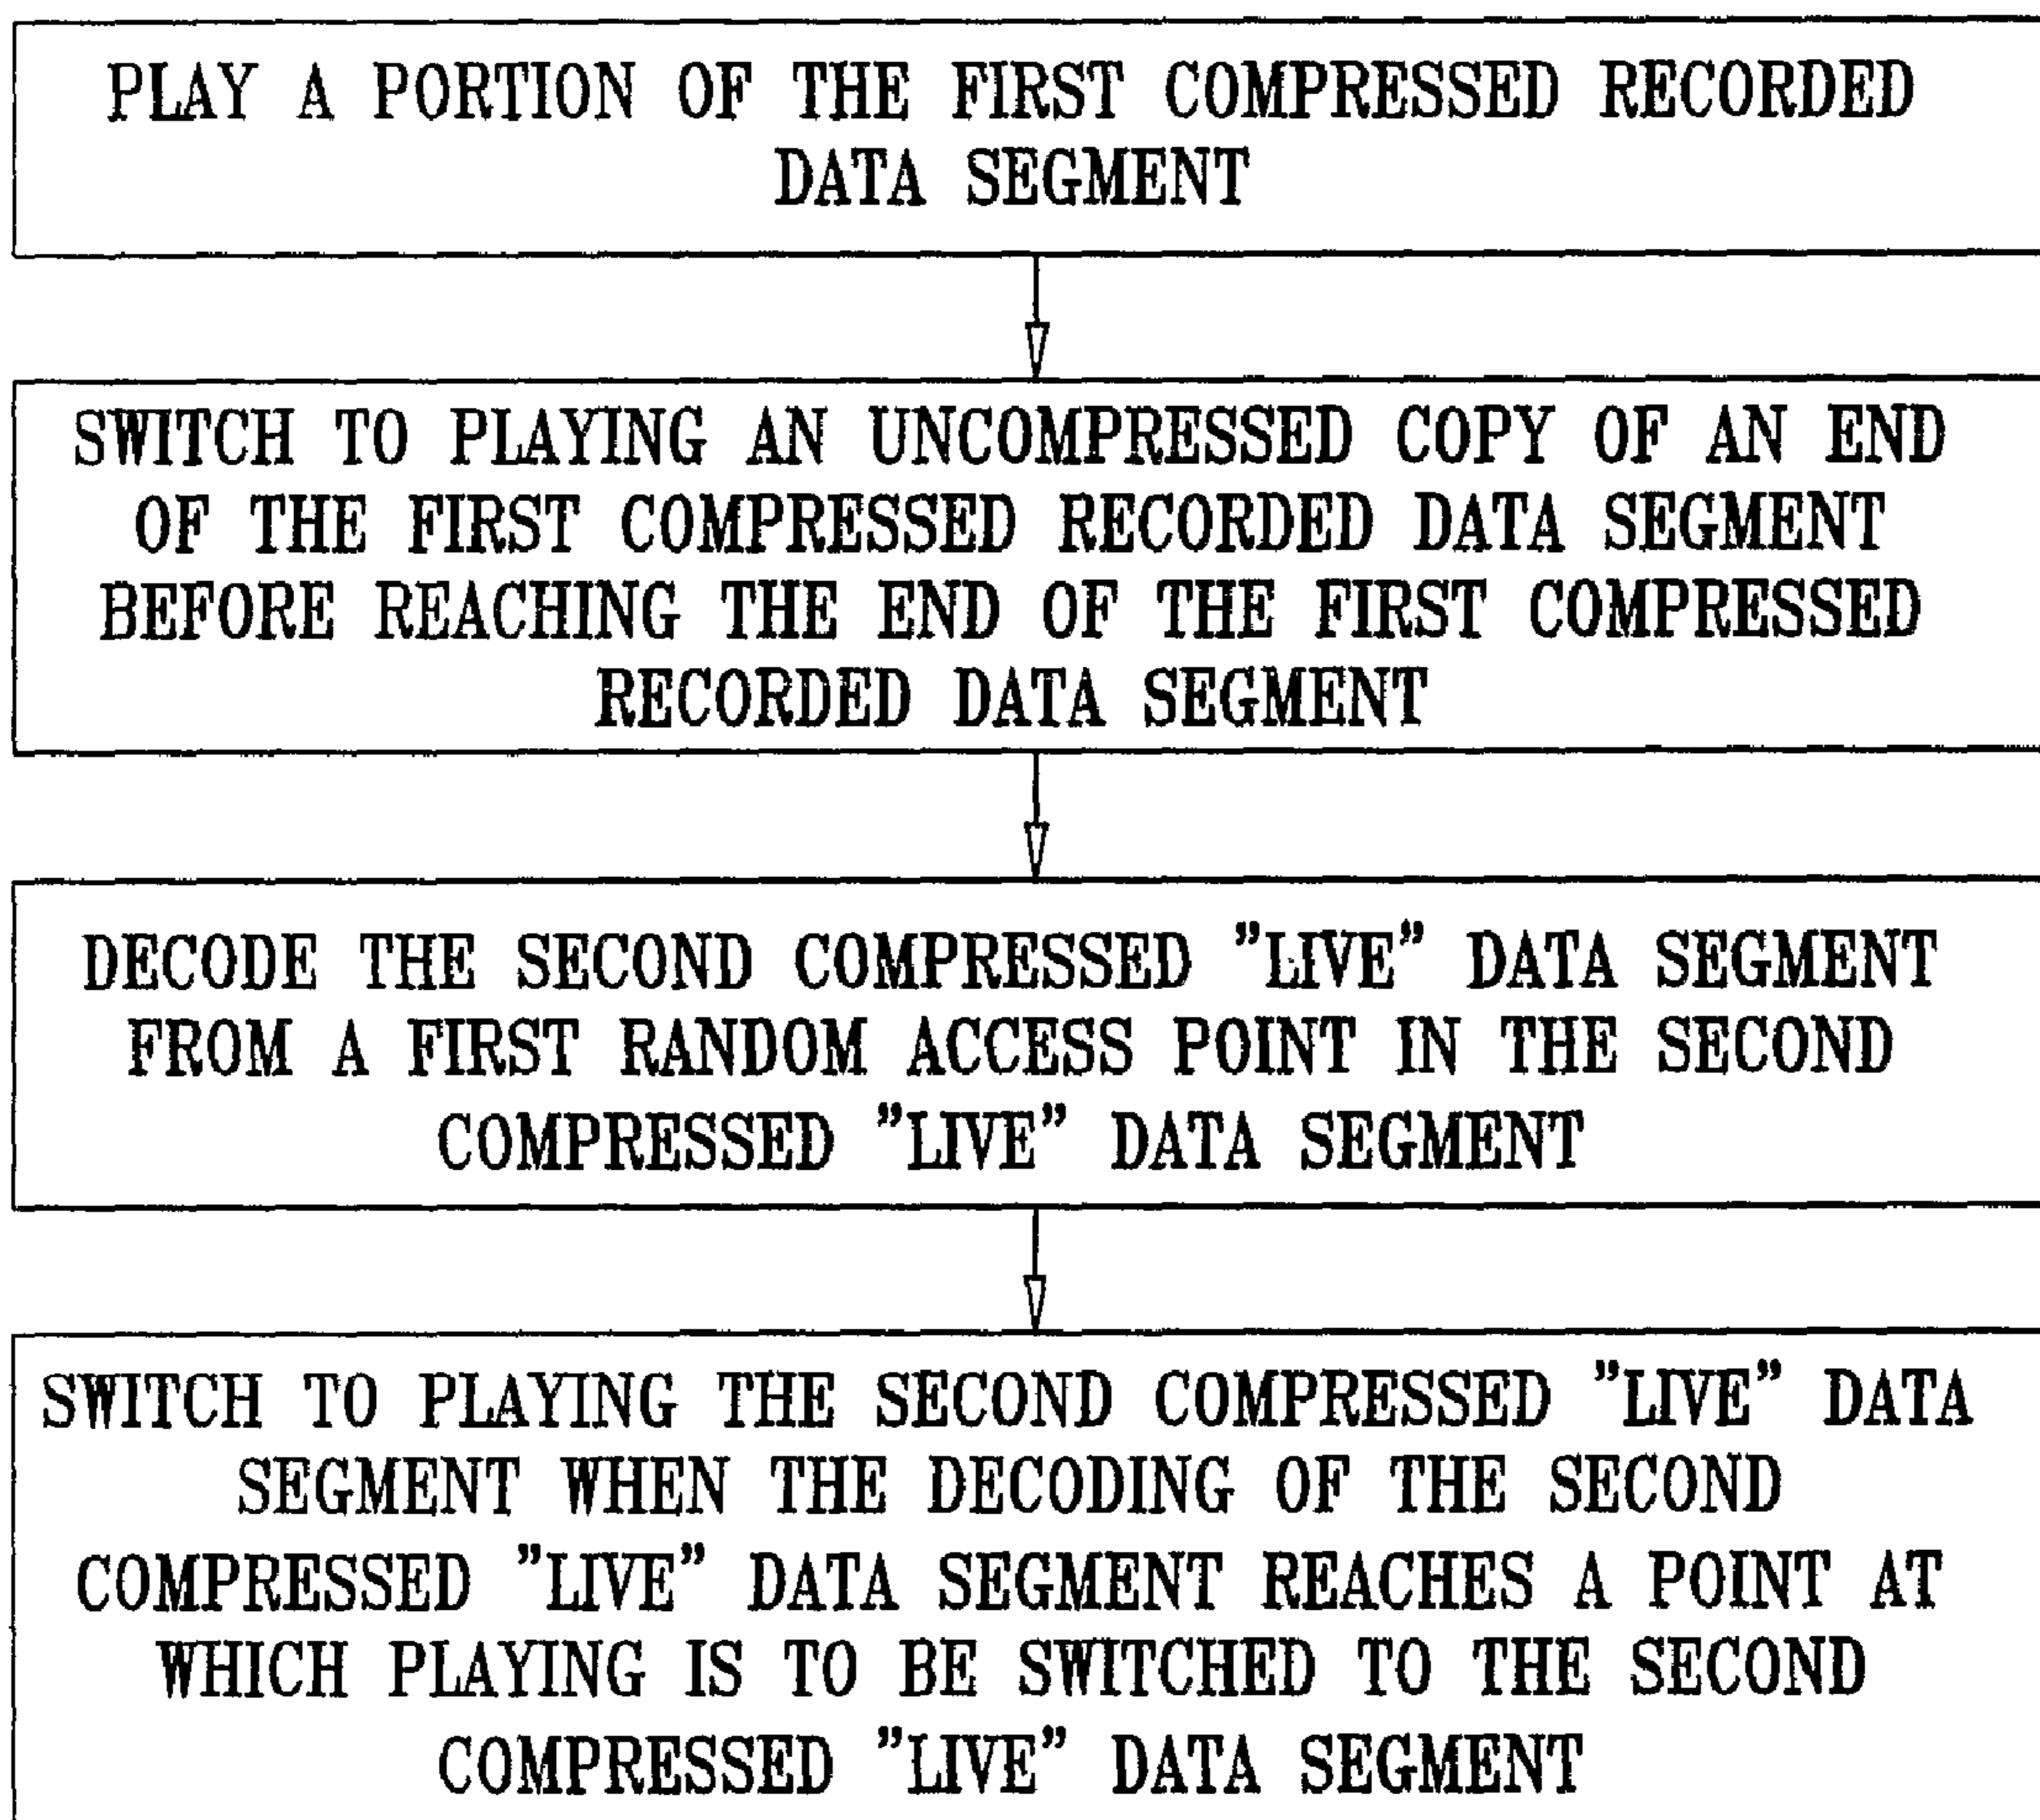 PLAY A PORTION OF THE FIRST COMPRESSED RECORDED
DATA SEGMENT
SWITCH TO PLAYING AN UNCOMPRESSED COPY OF AN END
OF THE FIRST COMPRESSED RECORDED DATA SEGMENT
BEFORE REACHING THE END OF THE FIRST COMPRESSED
RECORDED DATA SEGMENT
DECODE THE SECOND COMPRESSED ”LIVE” DATA SEGMENT
FROM A FIRST RANDOM ACCESS POINT IN THE SECOND
COMPRESSED ”LIVE” DATA SEGMENT
SWITCH TO PLAYING THE SECOND COMPRESSED ”LIVE” DATA
SEGMENT WHEN THE DECODING OF THE SECOND
COMPRESSED ”LIVE” DATA SEGMENT REACHES A POINT AT
WHICH PLAYING IS TO BE SWITCHED TO THE SECOND
COMPRESSED ”LIVE” DATA SEGMENT